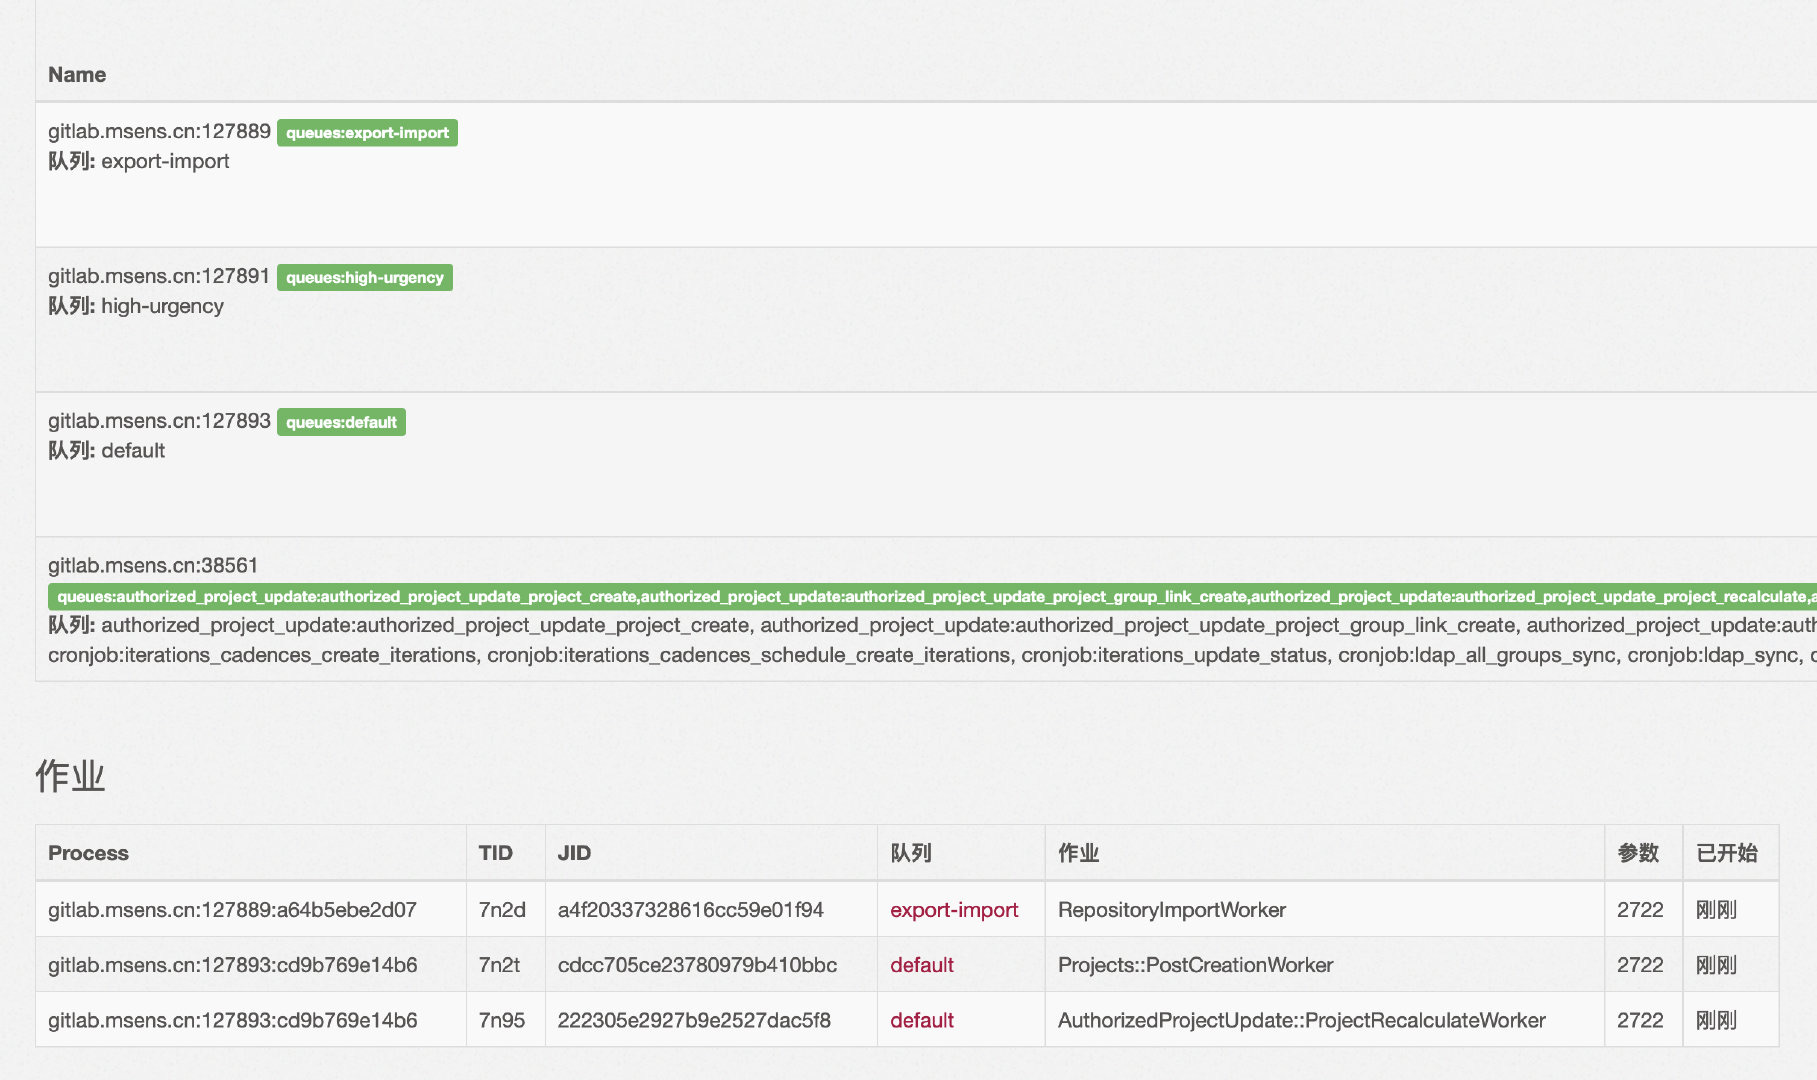 Name
gitlab.msens.cn:127889 queues:export-import
队列: export-import
gitlab.msens.cn:127891 queues:high-urgency
队列: high-urgency
gitlab.msens.cn:127893 queues:default
队列: default
gitlab.msens.cn:38561
queues:authorized_project_update:authorized_project_update_project_create,authorized_project_update:authorized_project_update_project_group_link_create,authorized_project_update:authorized_project_update_project_recalculate,a
队列: authorized_project_update:authorized_project_update_project_create, authorized_project_update:authorized_project_update_project_group_link_create, authorized_project_update:auth
cronjob:iterations_cadences_create_iterations, cronjob:iterations_cadences_schedule_create_iterations, cronjob:iterations_update_status, cronjob:ldap_all_groups_sync, cronjob:ldap_sync, c
作业
Process TID JID 队列 作业 参数 已开始
gitlab.msens.cn:127889:a64b5ebe2d07 7n2d a4f20337328616cc59e01f94 export-import RepositoryImportWorker 2722 刚刚
gitlab.msens.cn:127893:cd9b769e14b6 7n2t cdcc705ce23780979b410bbc default Projects::PostCreationWorker 2722 刚刚
gitlab.msens.cn:127893:cd9b769e14b6 7n95 222305e2927b9e2527dac5f8 default AuthorizedProjectUpdate::ProjectRecalculateWorker 2722 刚刚